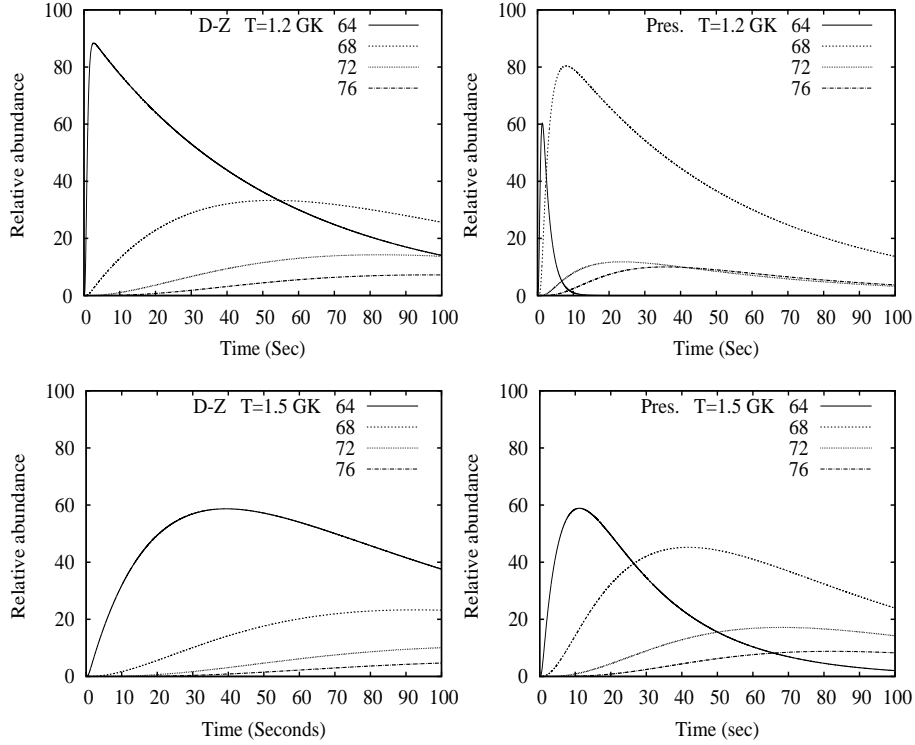 100
80
60
40
20
0
Relative abundance
D-Z T=1.2 GK 64
68
72
76
0 10 20 30 40 50 60 70 80 90 100
Time (Sec)
100
80
60
40
20
0
Relative abundance
Pres. T=1.2 GK 64
68
72
76
0 10 20 30 40 50 60 70 80 90 100
Time (Sec)
100
80
60
40
20
0
Relative abundance
D-Z T=1.5 GK 64
68
72
76
0 10 20 30 40 50 60 70 80 90 100
Time (Seconds)
100
80
60
40
20
0
Relative abundance
Pres. T=1.5 GK 64
68
72
76
0 10 20 30 40 50 60 70 80 90 100
Time (sec)